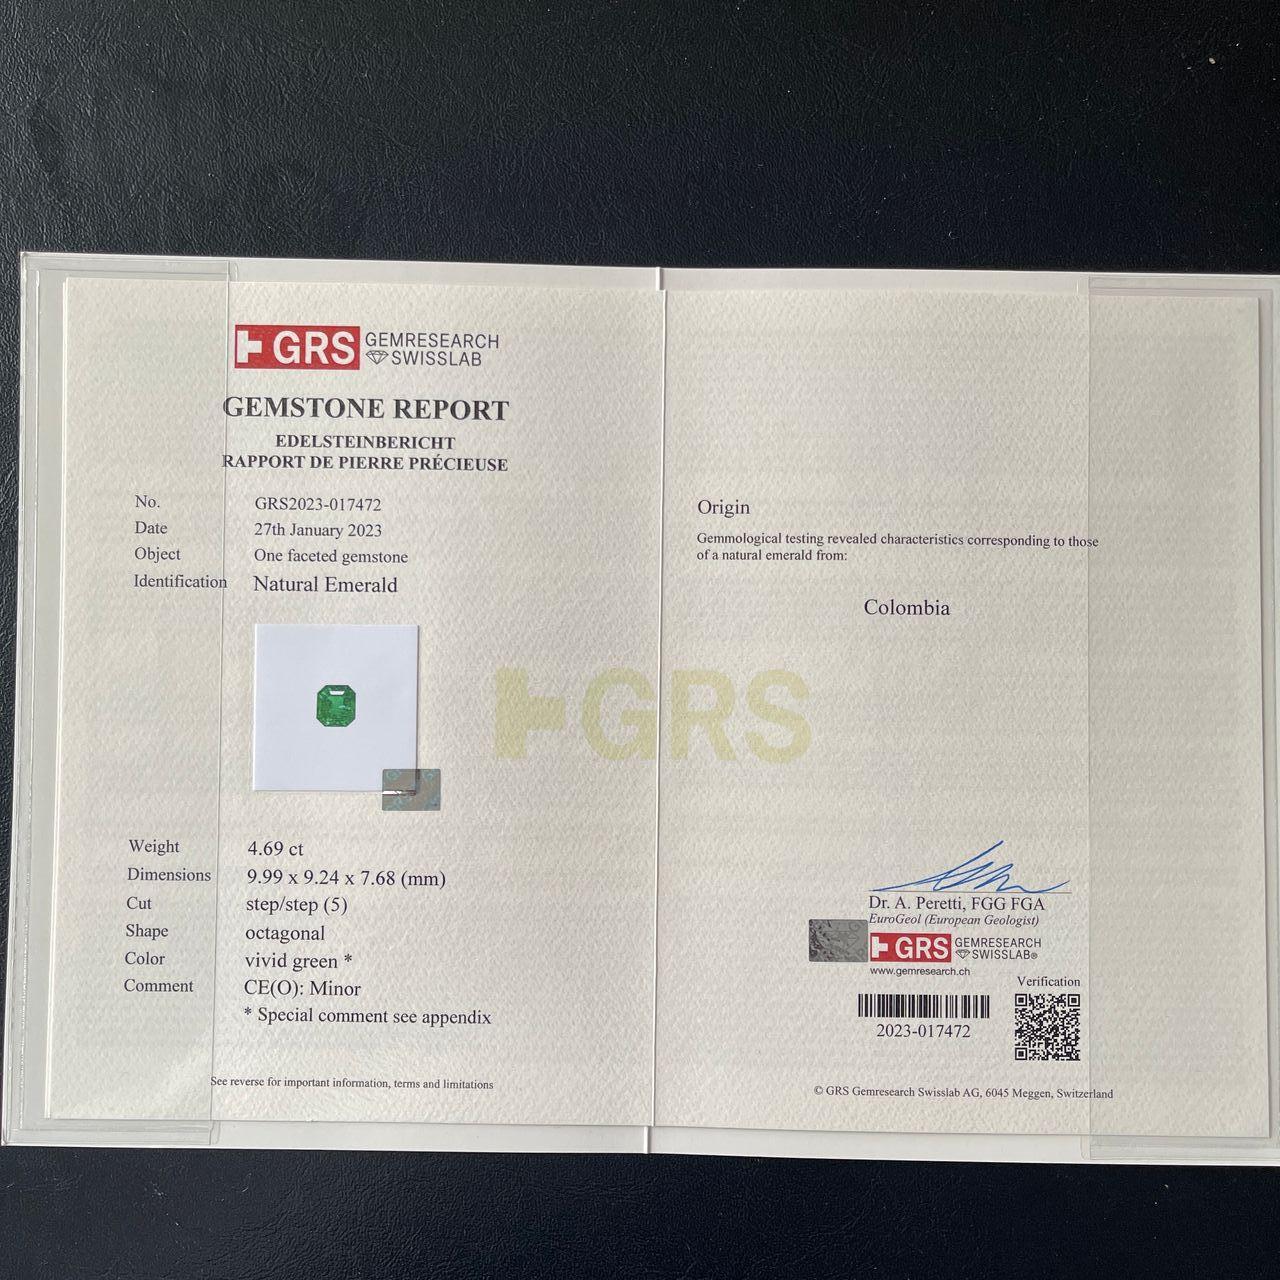 GRS GEMRESEARCH
SWISSLAB
GEMSTONE REPORT
EDELSTEINBERICHT
RAPPORT DE PIERRE PRÉCIEUSE
No. GRS2023-017472
Date 27th January 2023
Object One faceted gemstone
Identification Natural Emerald
Weight 4.69 ct
Dimensions 9.99 x 9.24 x 7.68 (mm)
Cut step/step (5)
Shape octagonal
Color vivid green *
Comment CE(O): Minor
* Special comment see appendix
See reverse for important information, terms and limitations
GRS
Origin
Gemmological testing revealed characteristics corresponding to those
of a natural emerald from:
Colombia
Dr. A. Peretti, FGG FGA
EuroGeol (European Geologist)
GRS GEMRESEARCH
SWISSLAB®
www.gemresearch.ch
Verification
2023-017472
© GRS Gemresearch Swisslab AG, 6045 Meggen, Switzerland